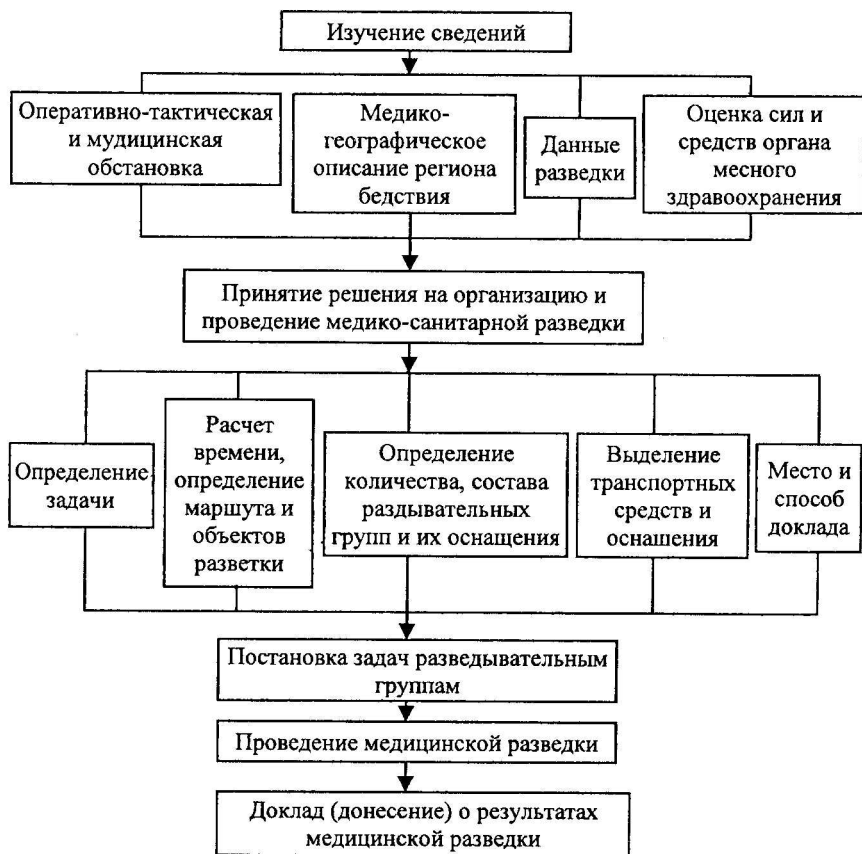 Изучение сведений
Оперативно-тактическая
и мудицинская
обстановка
Медико-
географическое
описание региона
бедствия
Данные
разведки
Оценка сил и
средств органа
месного
здравоохранения
Принятие решения на организацию и
проведение медико-санитарной разведки
Определение
задачи
Расчет
времени,
определение
маршута и
объектов
разветки
Определение
количества, состава
раздывательных
групп и их оснащения
Выделение
транспортных
средств и
оснашения
Место и
способ
доклада
Постановка задач разведывательным
группам
Проведение медицинской разведки
Доклад (донесение) о результатах
медицинской разведки